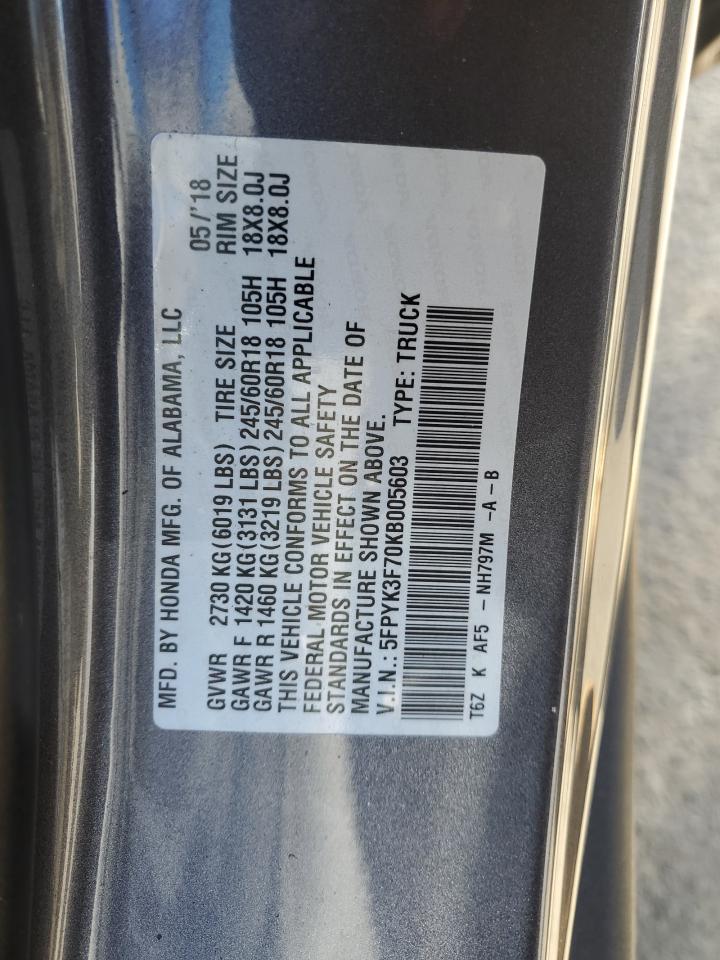 MFD. BY HONDA MFG. OF ALABAMA, LLC 05/'18
GVWR 2730 KG (6019 LBS) TIRE SIZE RIM SIZE
GAWR F 1420 KG (3131 LBS) 245/60R18 105H 18X8.0J
GAWR R 1460 KG (3219 LBS) 245/60R18 105H 18X8.0J
THIS VEHICLE CONFORMS TO ALL APPLICABLE
FEDERAL MOTOR VEHICLE SAFETY
STANDARDS IN EFFECT ON THE DATE OF
MANUFACTURE SHOWN ABOVE.
V.I.N.: 5FPYK3F70KB005603 TYPE: TRUCK
T6Z K AF5 - NH797M -A-B